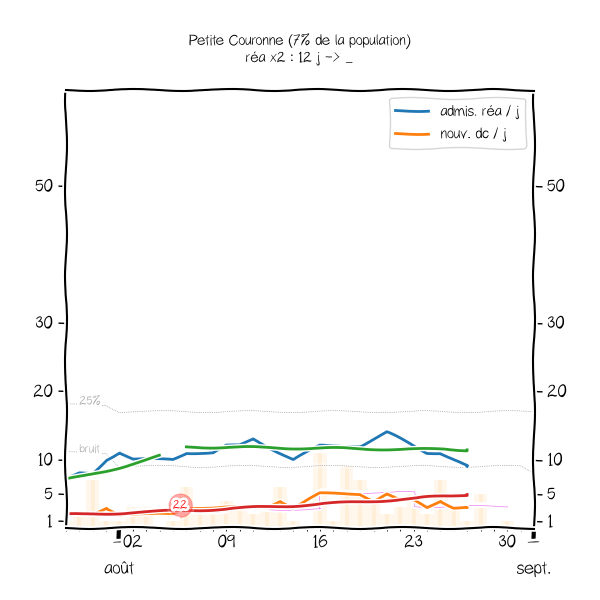 Petite Couronne (7% de la population)
réa x2 : 12 j -> _
admis. réa / j
nouv. dc / j
50 50
30 30
20 20
25%
bruit
10 10
5 5
22
1 1
02 09 16 23 30
août sept.